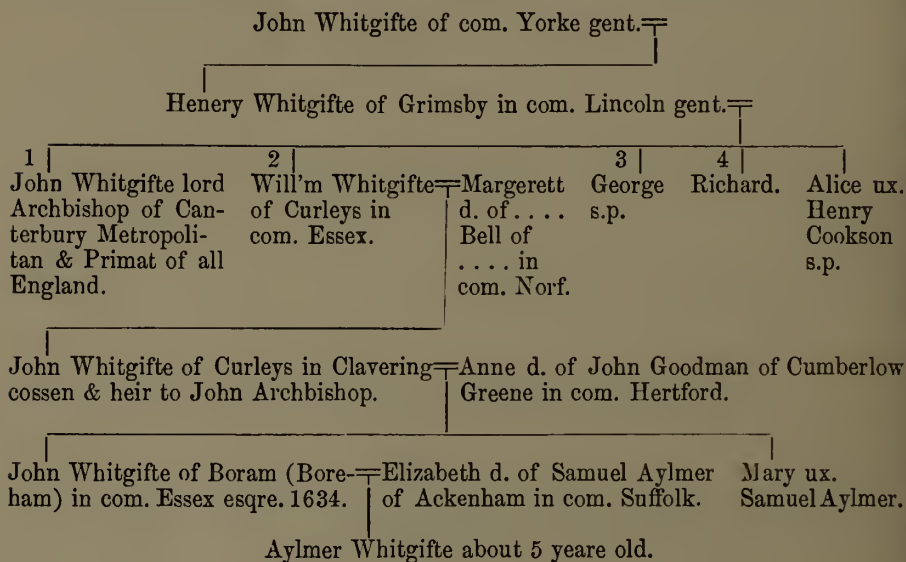 John Whitgifte of com. Yorke gent.
Henery Whitgifte of Grimsby in com. Lincoln gent.
1
John Whitgifte lord
Archbishop of Can-
terbury Metropoli-
tan & Primat of all
England.
2
Will'm Whitgifte
of Curleys in
com. Essex.
Margerett
d. of . . . .
Bell of
. . . . in
com. Norf.
3
George
s.p.
4
Richard.
Alice ux.
Henry
Cookson
s.p.
John Whitgifte of Curleys in Clavering
cossen & heir to John Archbishop.
Anne d. of John Goodman of Cumberlow
Greene in com. Hertford.
John Whitgifte of Boram (Bore-
ham) in com. Essex esqre. 1634.
Elizabeth d. of Samuel Aylmer
of Ackenham in com. Suffolk.
Mary ux.
Samuel Aylmer.
Aylmer Whitgifte about 5 yeare old.